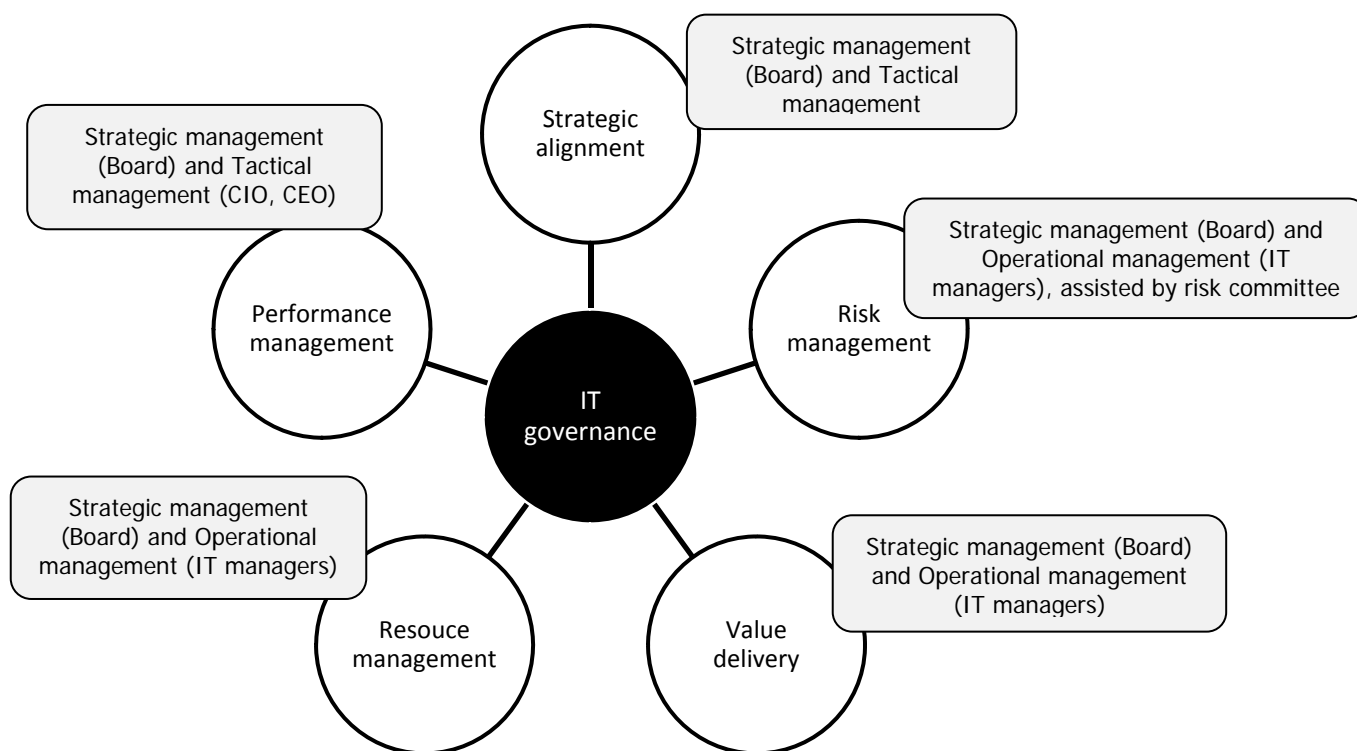 Strategic management
(Board) and Tactical
management
Strategic
alignment
Strategic management
(Board) and Tactical
management (CIO, CEO)
Performance
management
Strategic management (Board) and
Operational management (IT
managers), assisted by risk committee
Risk
management
IT
governance
Strategic management
(Board) and Operational
management (IT managers)
Resouce
management
Strategic management (Board)
and Operational management
(IT managers)
Value
delivery